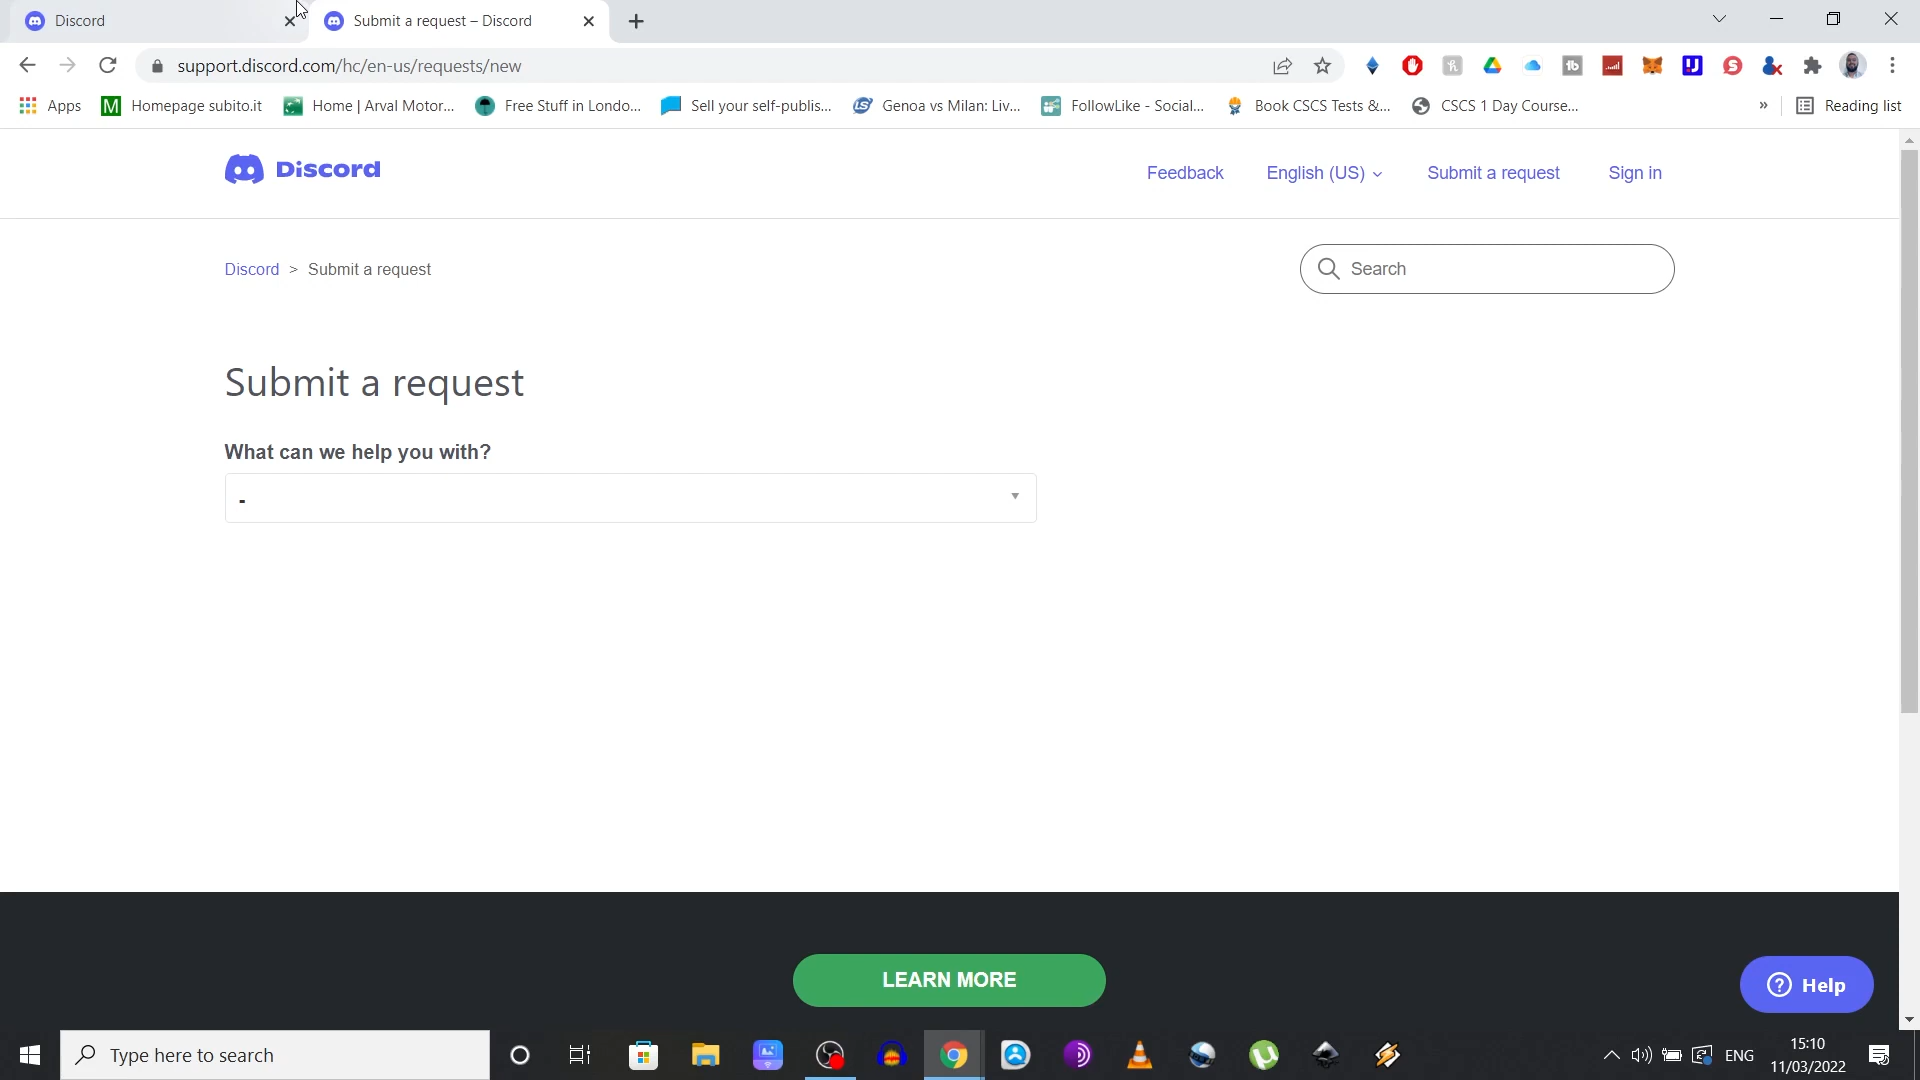 Discord
Submit a request – Discord
support.discord.com/hc/en-us/requests/new
Apps
Homepage subito.it
Home | Arval Motor...
Free Stuff in Londo...
Sell your self-publis...
Genoa vs Milan: Liv...
FollowLike - Social...
Book CSCS Tests &...
CSCS 1 Day Course...
»
Reading list
Discord
Feedback
English (US)
Submit a request
Sign in
Discord > Submit a request
Search
Submit a request
What can we help you with?
-
LEARN MORE
Help
Type here to search
ENG
15:10
11/03/2022